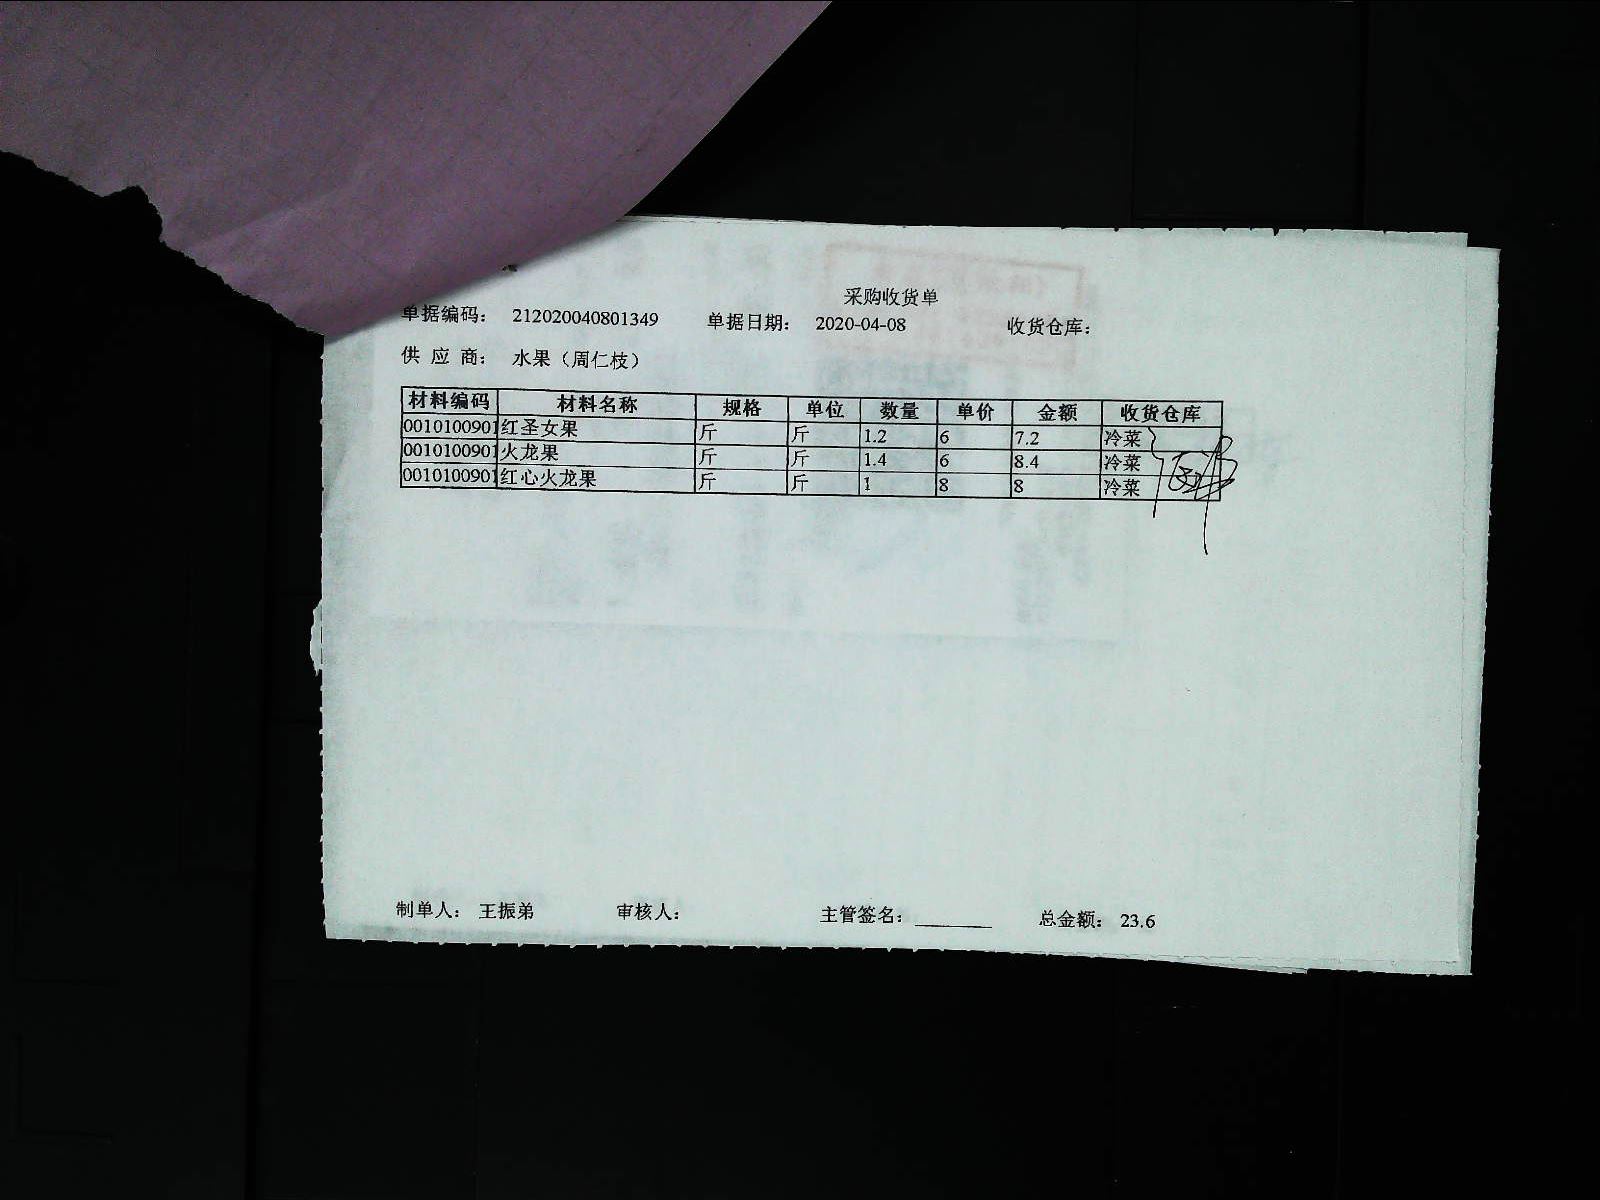 采购收货单
单据编码： 212020040801349 单据日期： 2020-04-08 收货仓库：
供 应 商： 水果（周仁枝）
材料编码 材料名称 规格 单位 数量 单价 金额 收货仓库
0010100901 红圣女果 斤 斤 1.2 6 7.2 冷菜
0010100901 火龙果 斤 斤 1.4 6 8.4 冷菜
0010100901 红心火龙果 斤 斤 1 8 8 冷菜
制单人： 王振弟 审核人： 主管签名： 总金额： 23.6